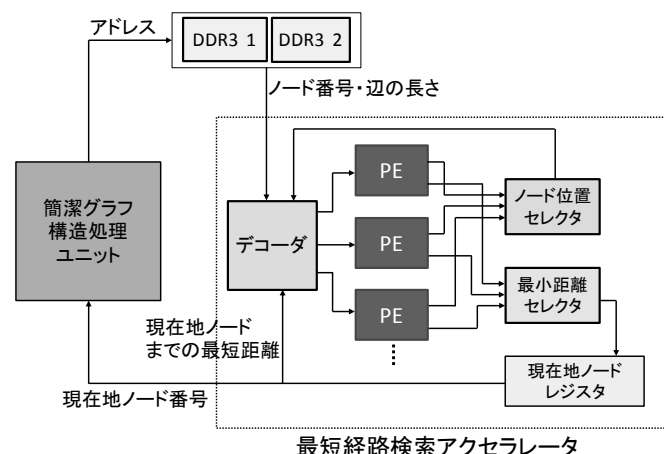 アドレス
DDR3 1
DDR3 2
ノード番号・辺の長さ
簡潔グラフ
構造処理
ユニット
デコーダ
PE
PE
PE
ノード位置
セレクタ
最小距離
セレクタ
現在地ノード
までの最短距離
現在地ノード
レジスタ
現在地ノード番号
最短経路検索アクセラレータ